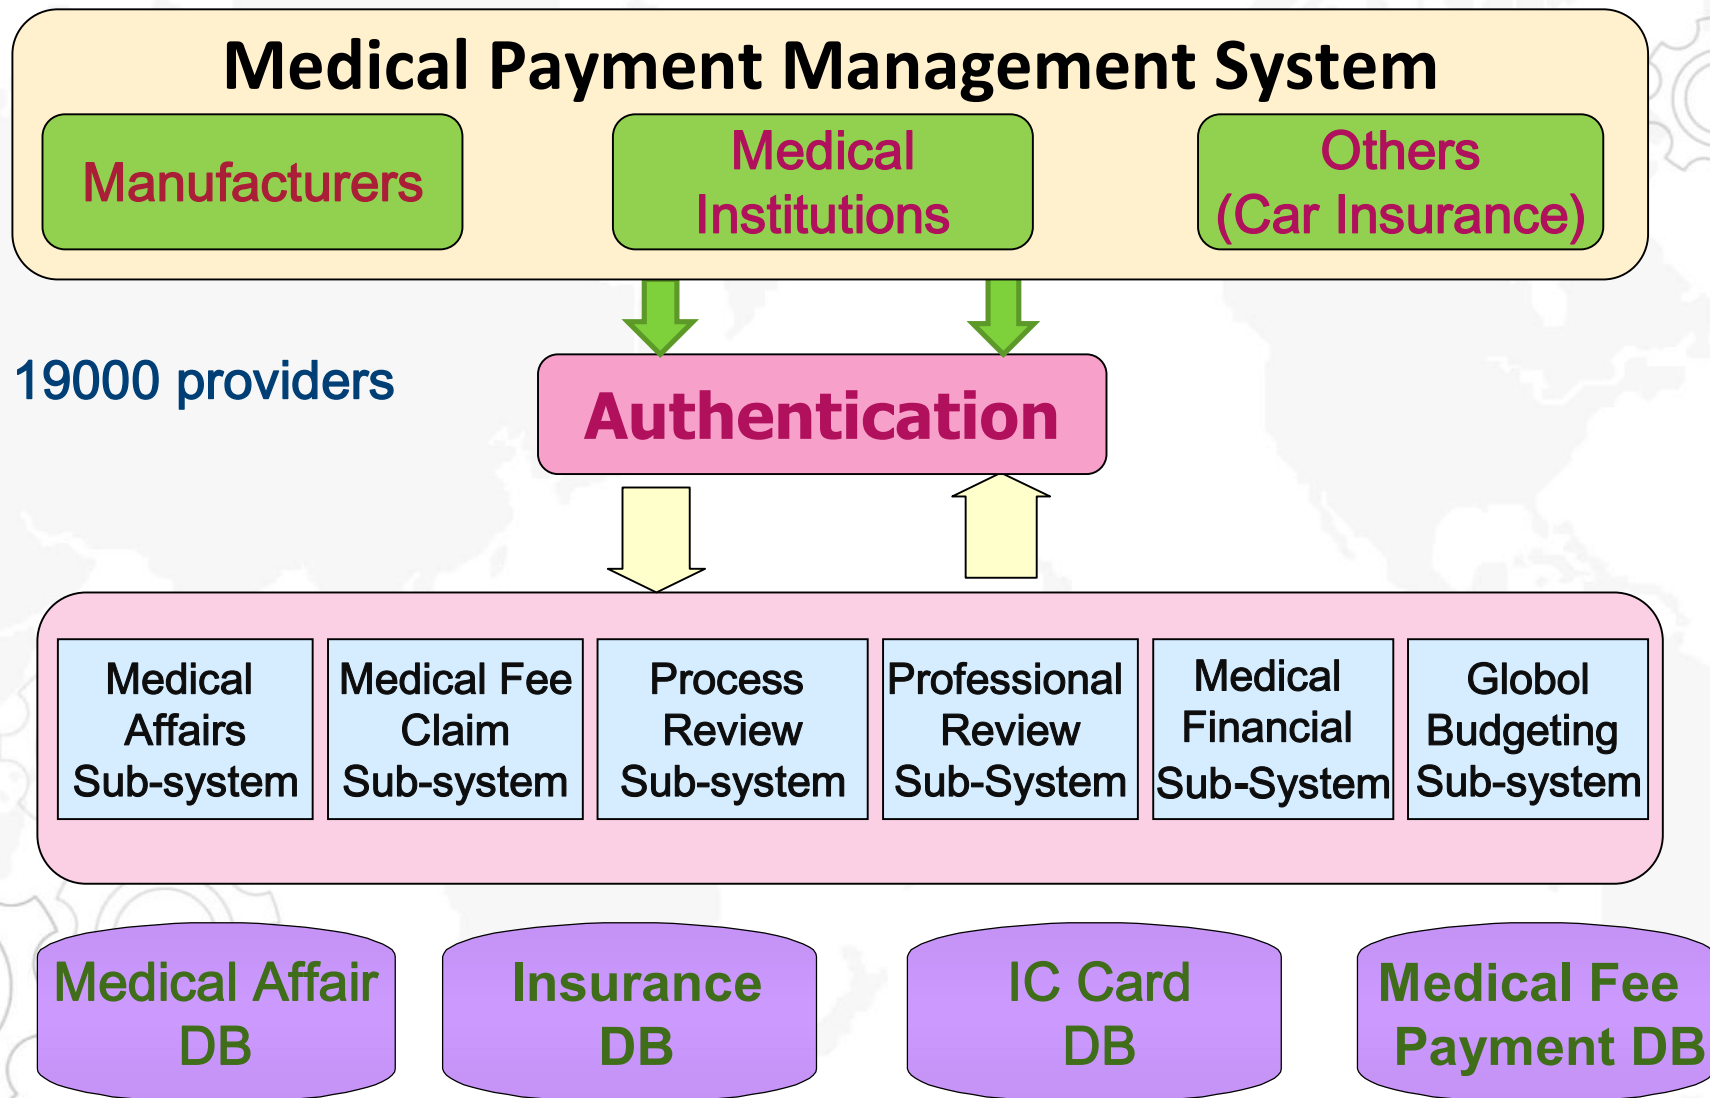 Medical Payment Management System
Manufacturers
Medical
Institutions
Others
(Car Insurance)
19000 providers
Authentication
Medical
Affairs
Sub-system
Medical Fee
Claim
Sub-system
Process
Review
Sub-system
Professional
Review
Sub-System
Medical
Financial
Sub-System
Globol
Budgeting
Sub-system
Medical Affair
DB
Insurance
DB
IC Card
DB
Medical Fee
Payment DB